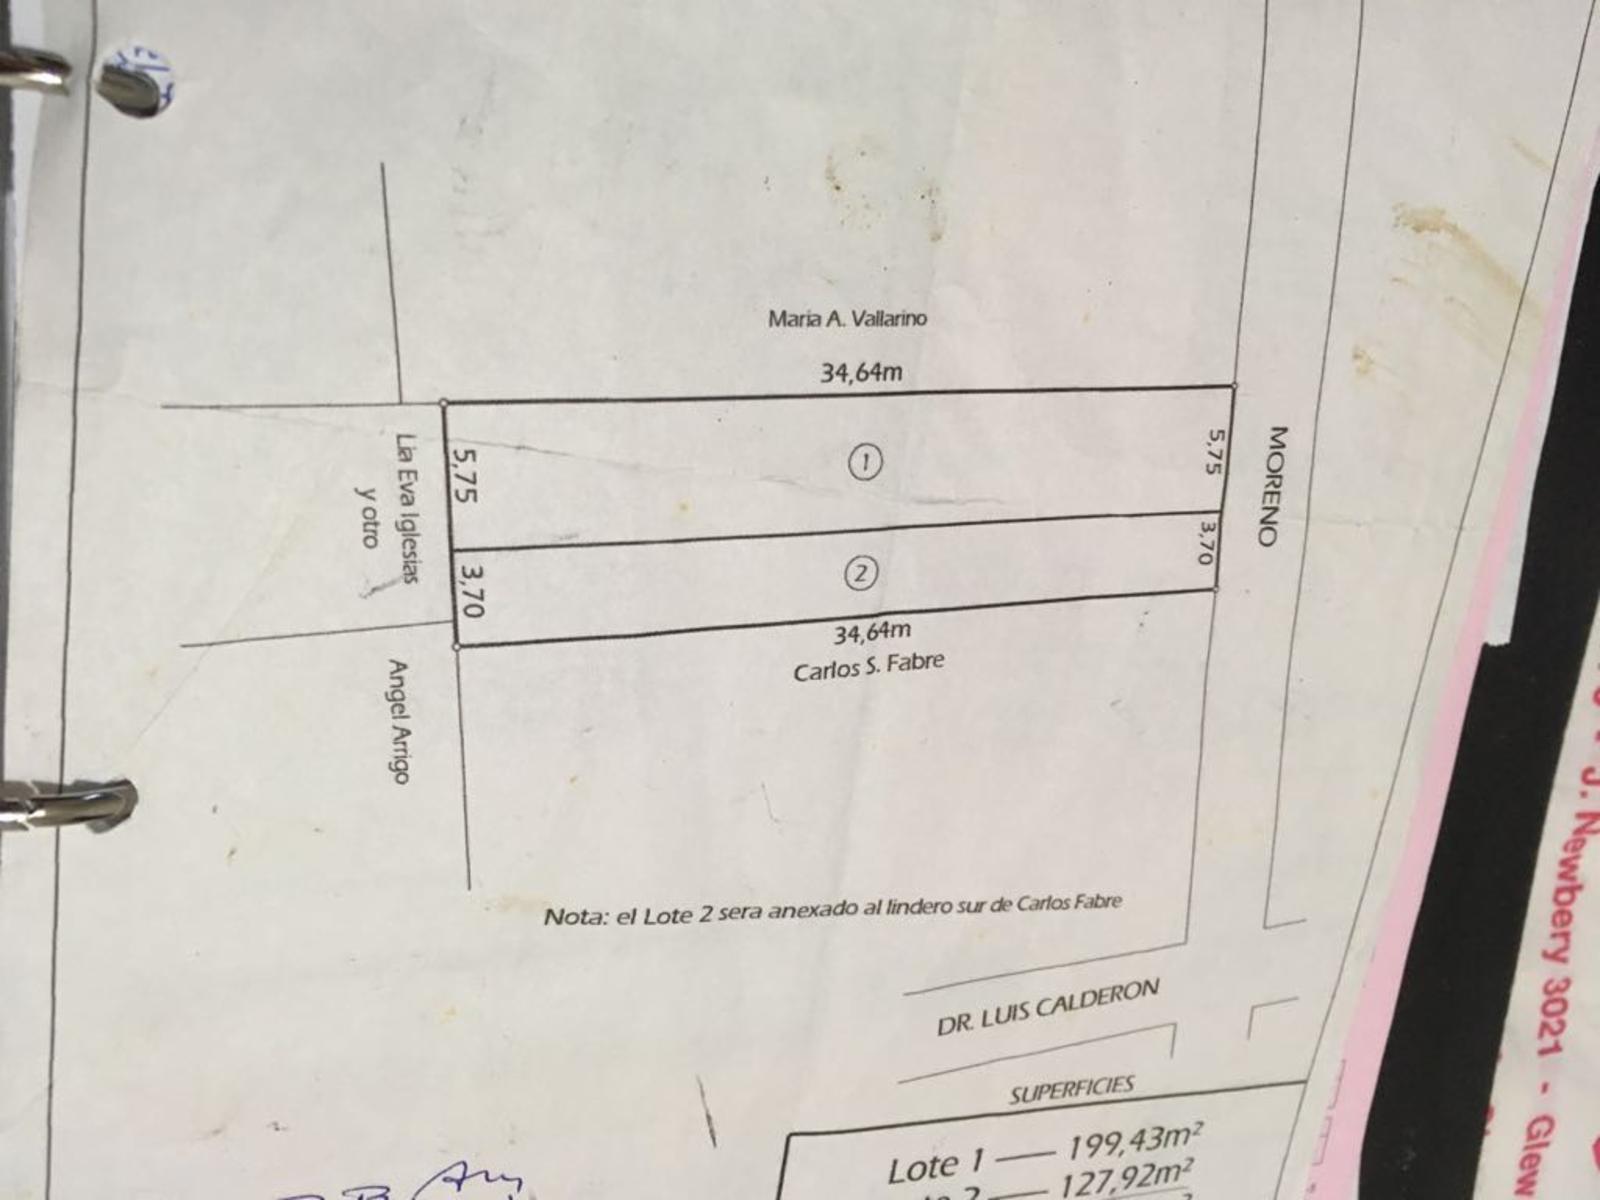 Maria A. Vallarino
34,64m
5,75
1
5,75
MORENO
Lia Eva Iglesias
y otro
3,70
2
3,70
34,64m
Carlos S. Fabre
Angel Arrigo
Nota: el Lote 2 sera anexado al lindero sur de Carlos Fabre
DR. LUIS CALDERON
SUPERFICIES
Lote 1 — 199,43m²
2 — 127,92m²
J. Newbery 3021 - Glew